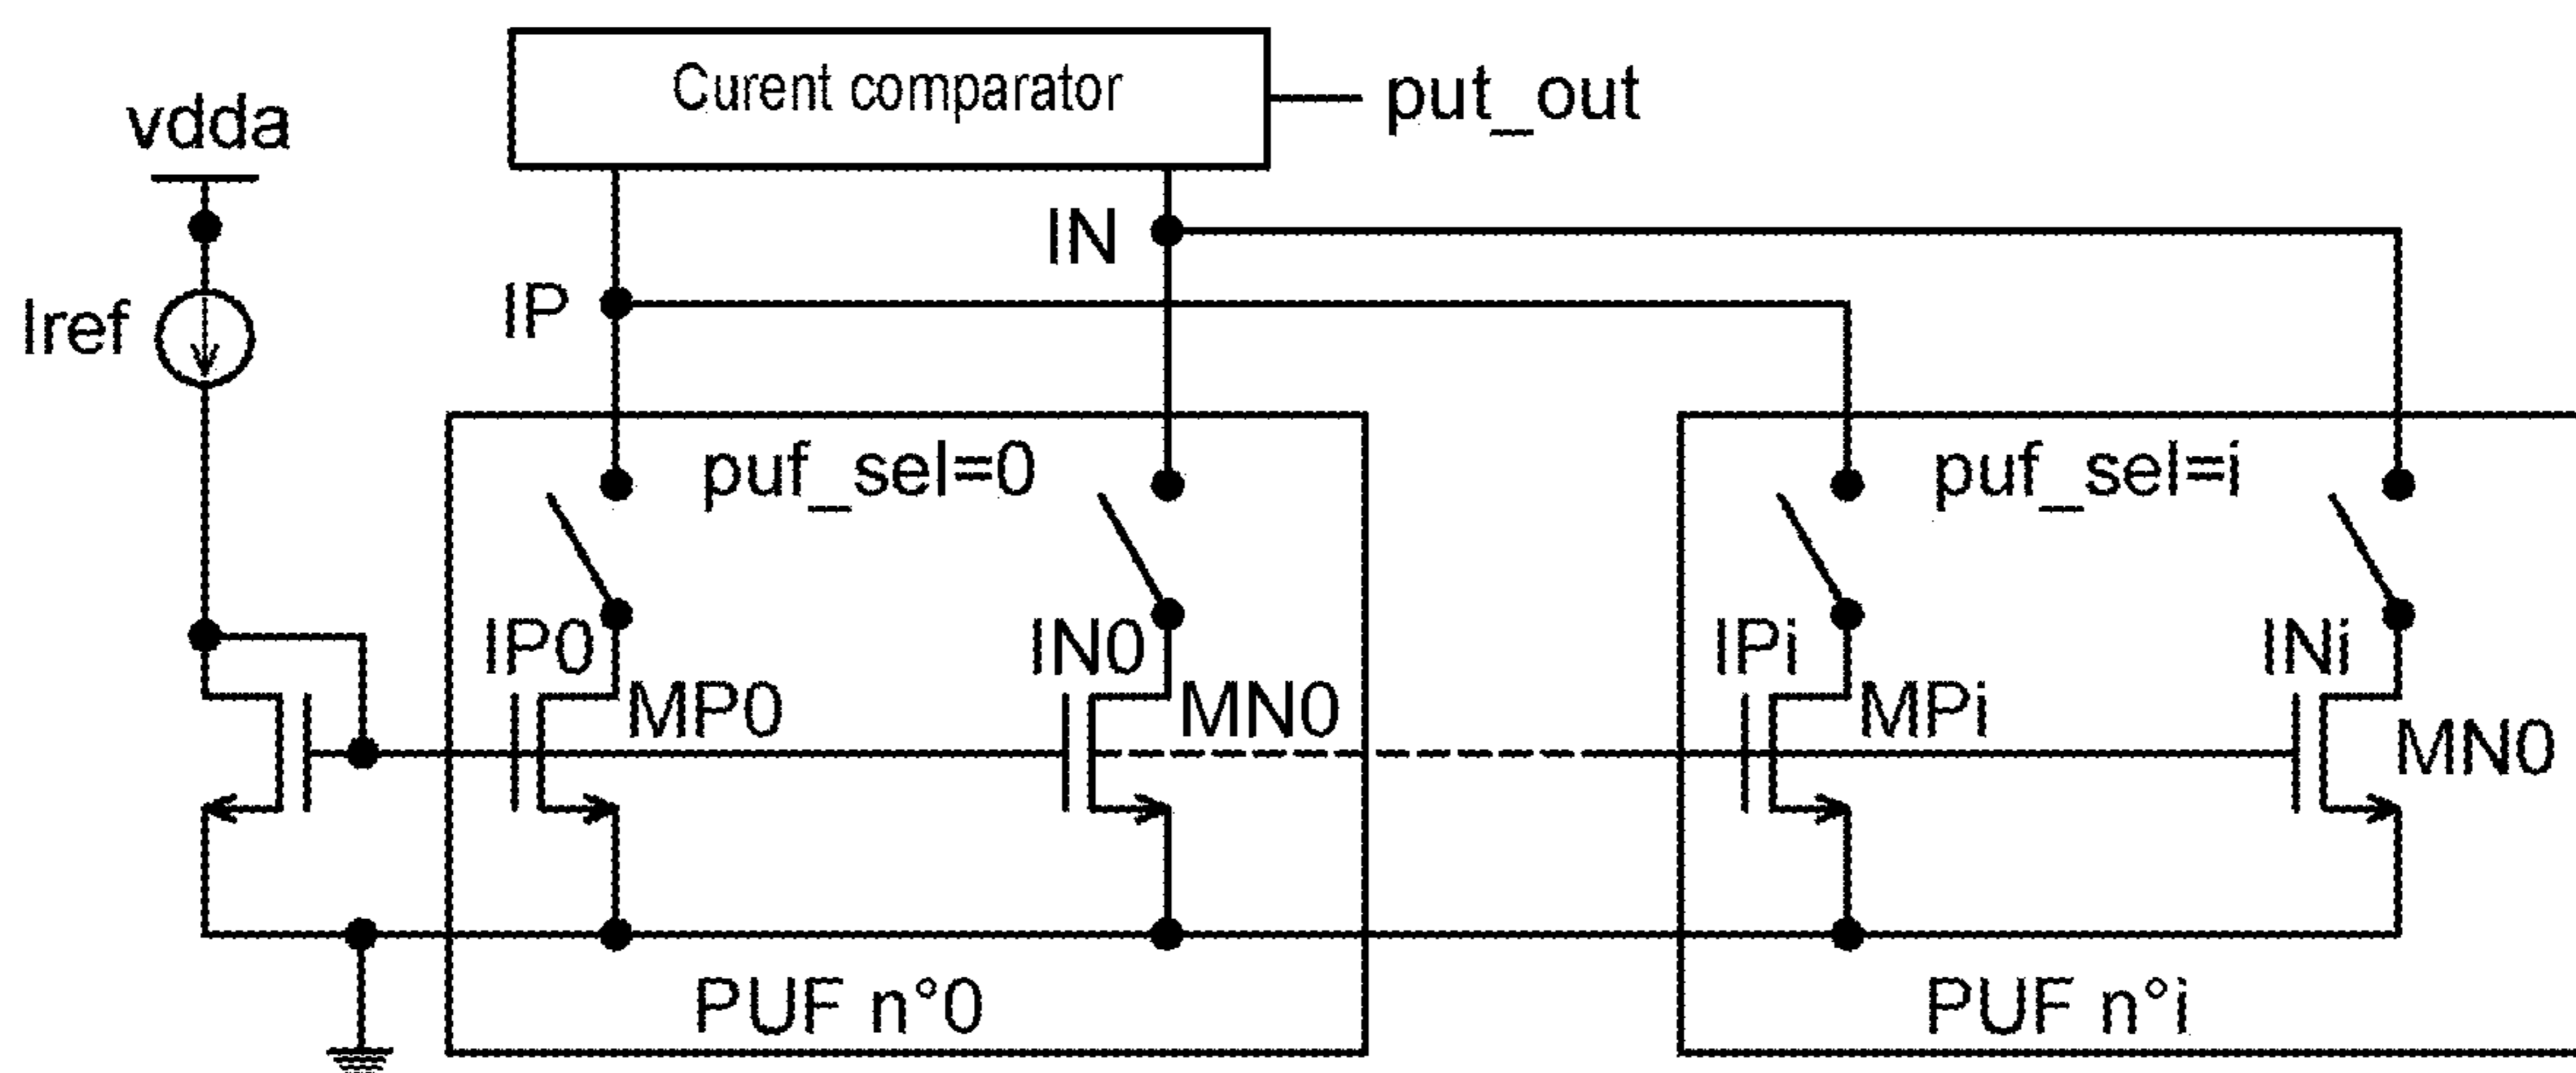 Curent comparator
put_out
vdda
IN
IP
Iref
puf_sel=0
puf_sel=i
IP0
IN0
IPi
INi
MP0
MN0
MPi
MN0
PUF n°0
PUF n°i